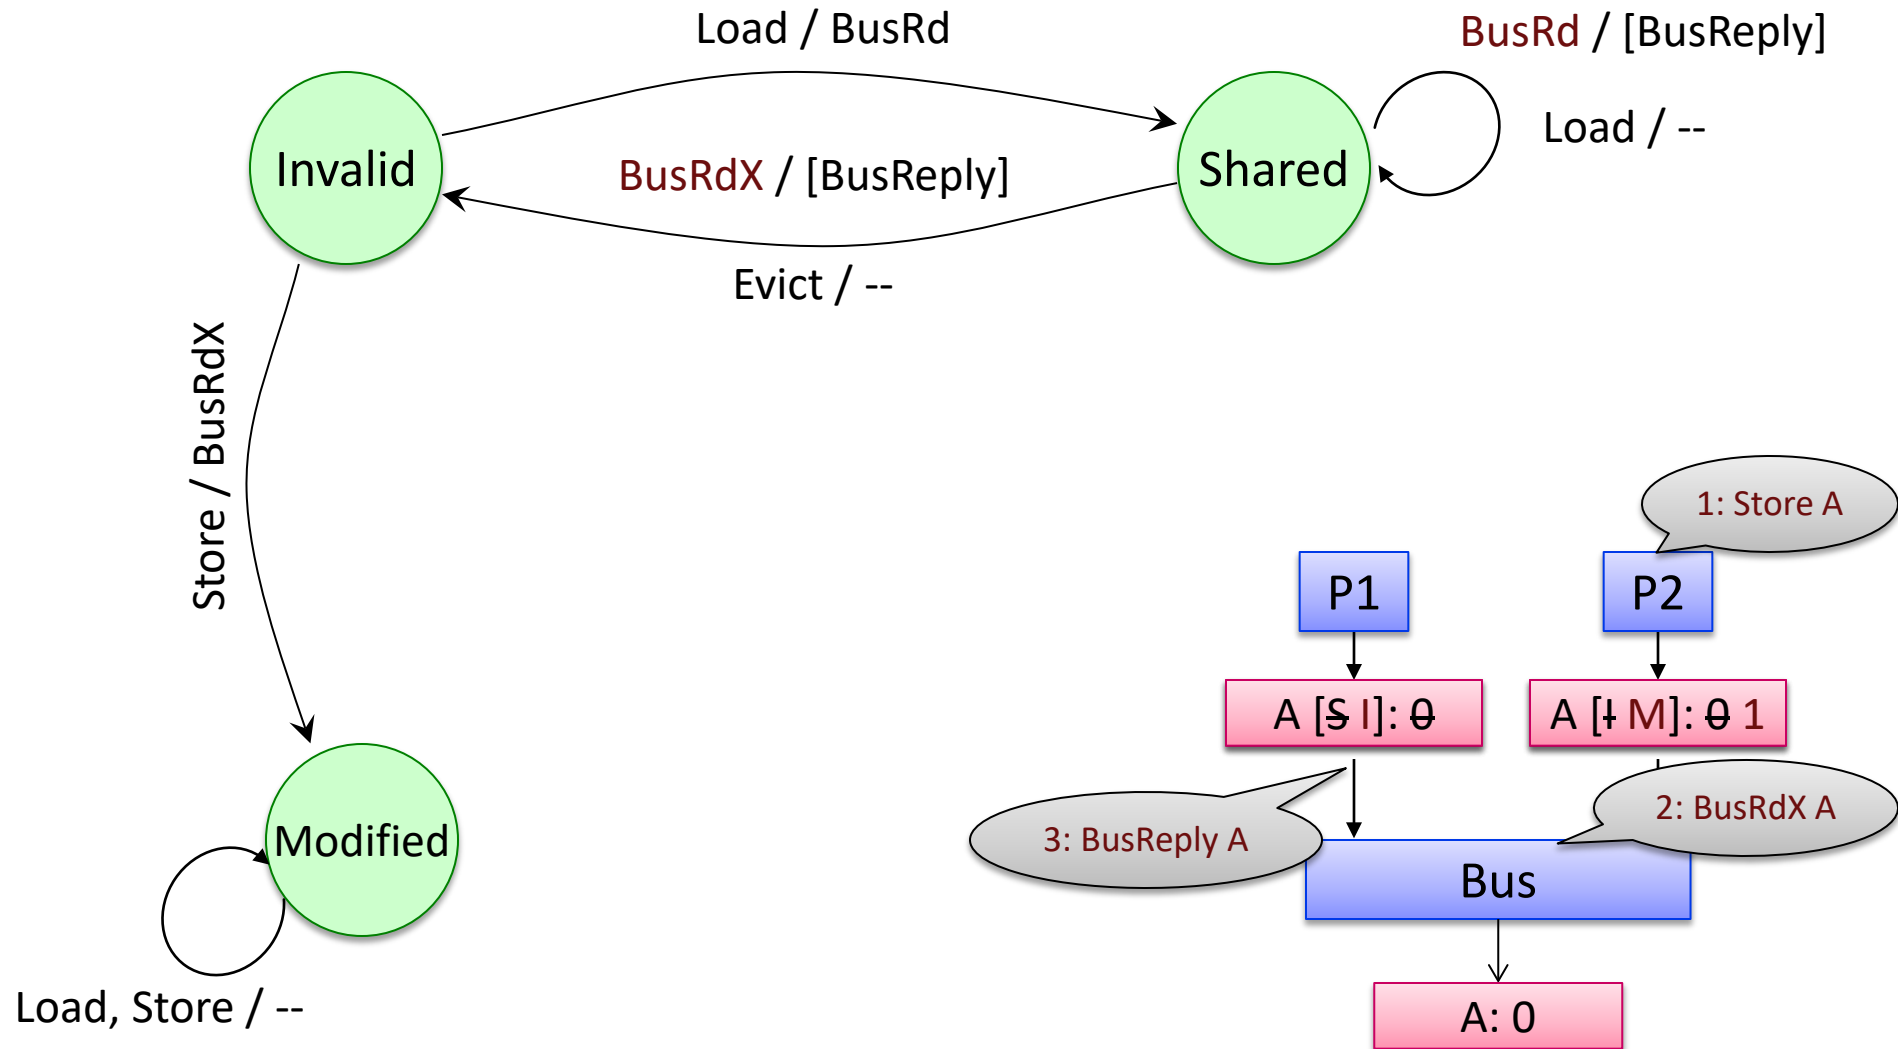 Load / BusRd
BusRd / [BusReply]
Load / --
Invalid
BusRdX / [BusReply]
Shared
Evict / --
Store / BusRdX
Modified
Load, Store / --
1: Store A
P1
P2
A [S I]: 0
A [I M]: 0 1
2: BusRdX A
3: BusReply A
Bus
A: 0